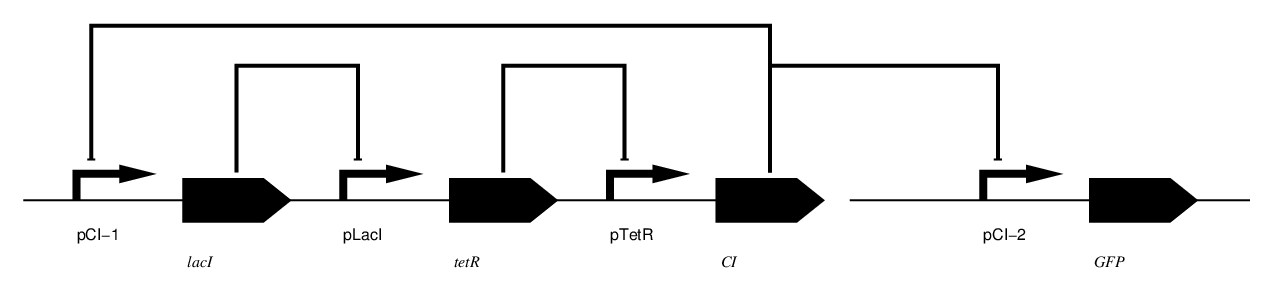 pCI−1 pLacI pTetR pCI−2
lacI tetR CI GFP